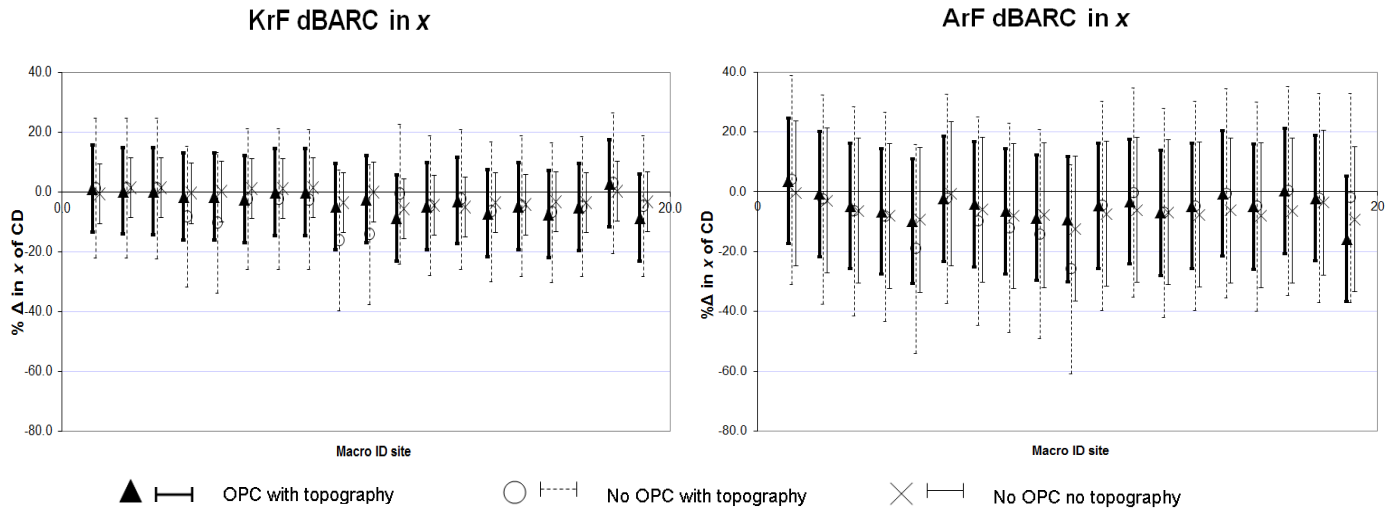 KrF dBARC in x
ArF dBARC in x
% Δ in x of CD
40.0
20.0
0.0
-20.0
-40.0
-60.0
-80.0
0.0
20.0
Macro ID site
%Δ in x of CD
40.0
20.0
0.0
-20.0
-40.0
-60.0
-80.0
0
20
Macro ID site
OPC with topography
No OPC with topography
No OPC no topography